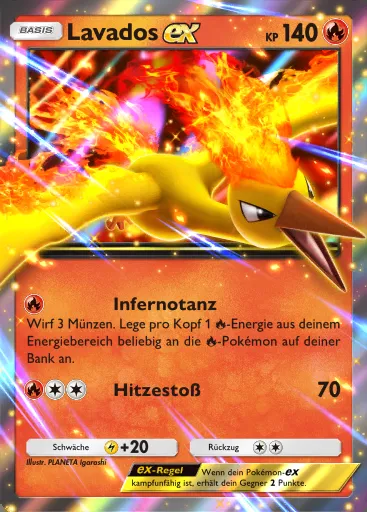 BASIS Lavados ex KP 140
Infernotanz
Wirf 3 Münzen. Lege pro Kopf 1 -Energie aus deinem
Energiebereich beliebig an die -Pokémon auf deiner
Bank an.
Hitzestoß 70
Schwäche +20 Rückzug
Illustr. PLANETA Igarashi
ex-Regel Wenn dein Pokémon-ex
kampfunfähig ist, erhält dein Gegner 2 Punkte.